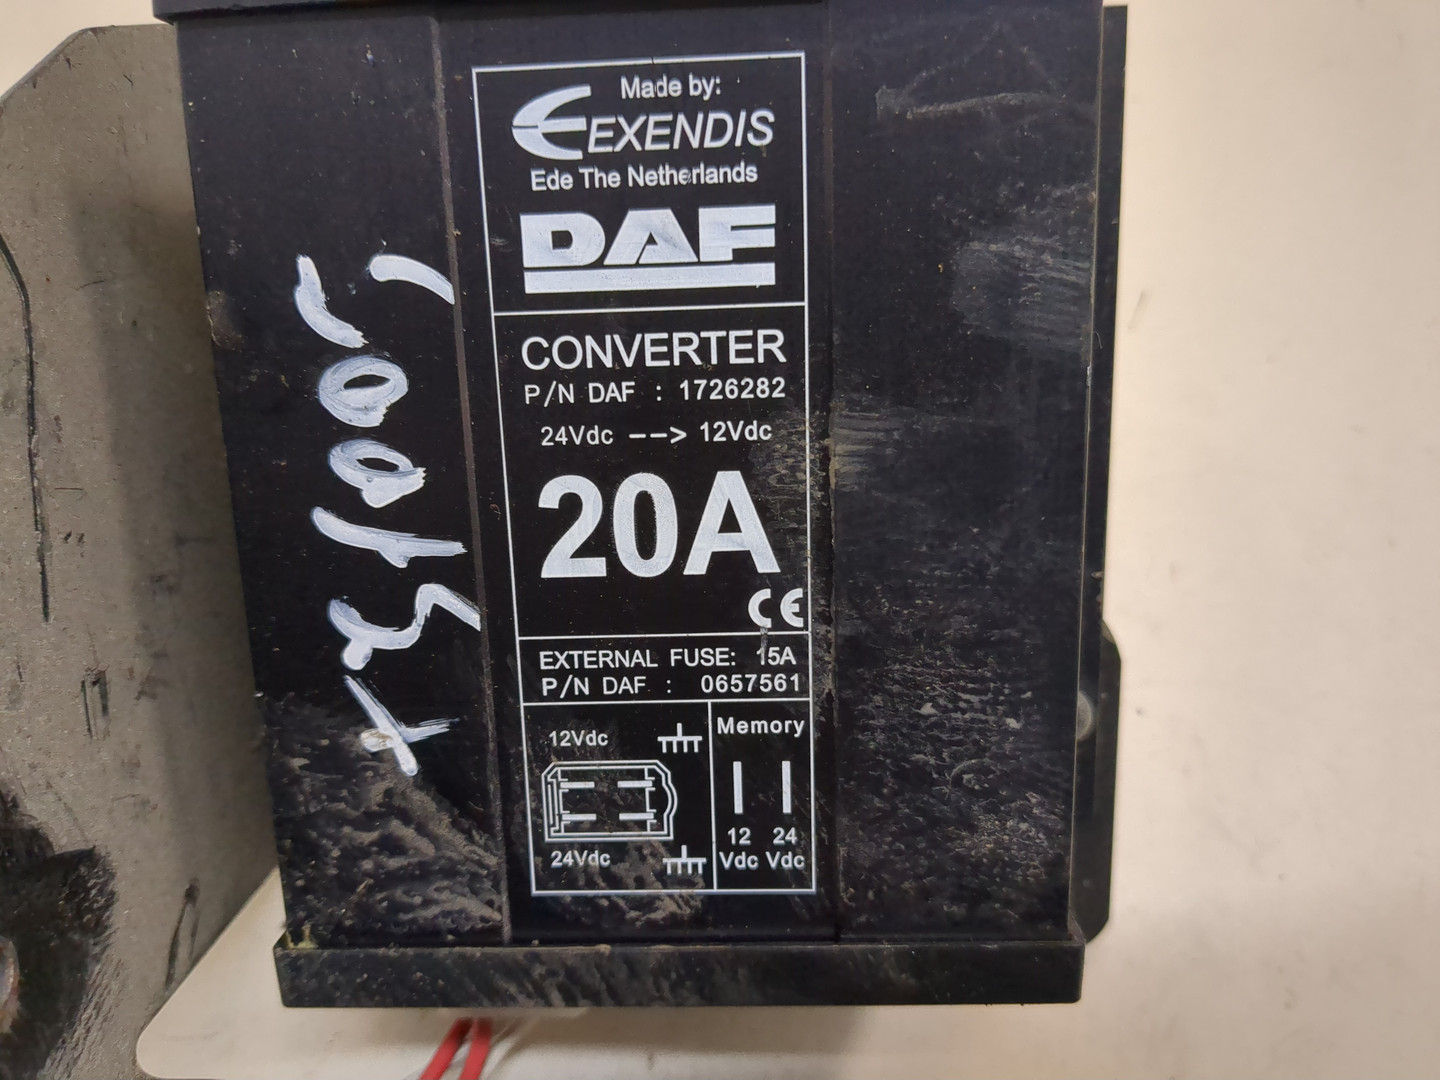 Made by:
EXENDIS
Ede The Netherlands
DAF
CONVERTER
P/N DAF : 1726282
24Vdc --> 12Vdc
20A
CE
EXTERNAL FUSE: 15A
P/N DAF : 0657561
12Vdc
24Vdc
Memory
12 24
Vdc Vdc